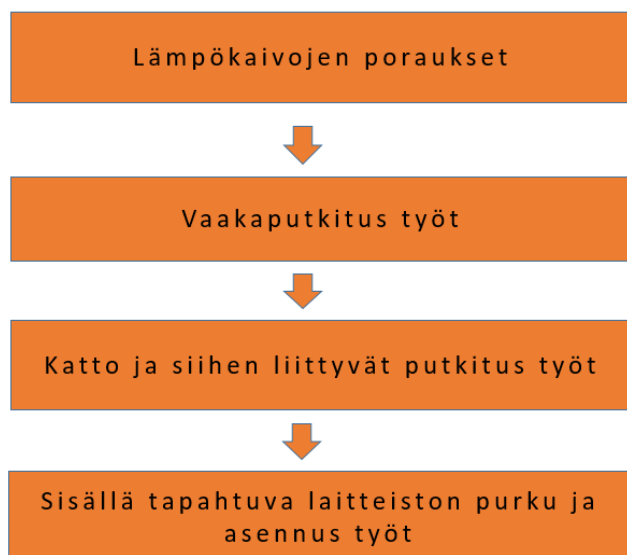 Lämpökaivojen poraukset
Vaakaputkitus työt
Katto ja siihen liittyvät putkitus työt
Sisällä tapahtuva laitteiston purku ja
asennus työt